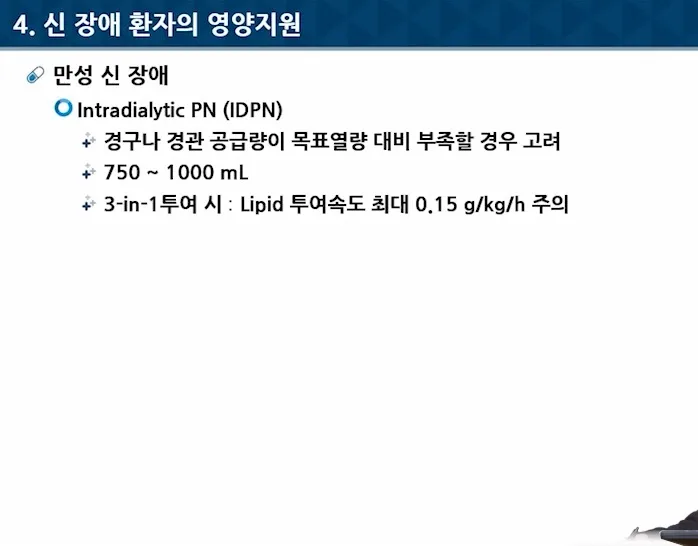 4. 신 장애 환자의 영양지원
만성 신 장애
Intradialytic PN (IDPN)
경구나 경관 공급량이 목표열량 대비 부족할 경우 고려
750 ~ 1000 mL
3-in-1투여 시 : Lipid 투여속도 최대 0.15 g/kg/h 주의